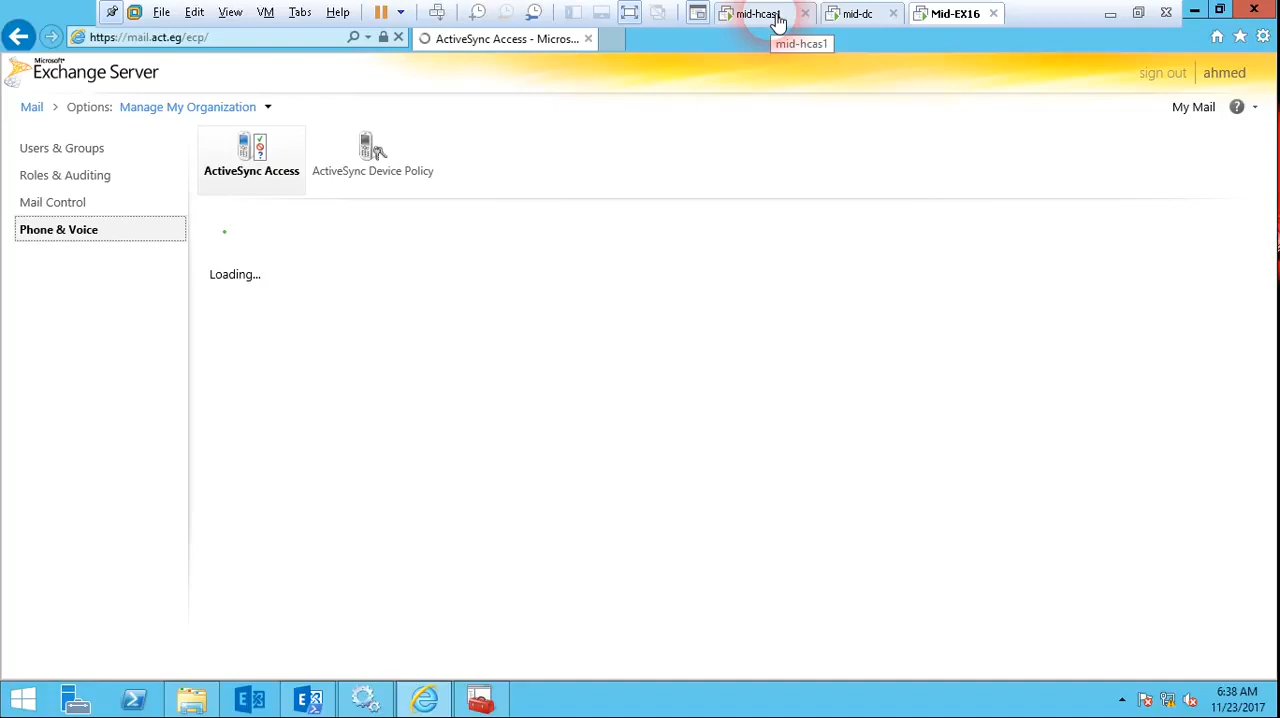 File Edit View VM Tabs Help mid-hcas1 mid-dc Mid-EX16
https://mail.act.eg/ecp/ ActiveSync Access - Micros...
mid-hcas1
Microsoft®
Exchange Server
sign out ahmed
Mail > Options: Manage My Organization
My Mail ?
Users & Groups
Roles & Auditing
Mail Control
Phone & Voice
ActiveSync Access
ActiveSync Device Policy
Loading...
6:38 AM
11/23/2017